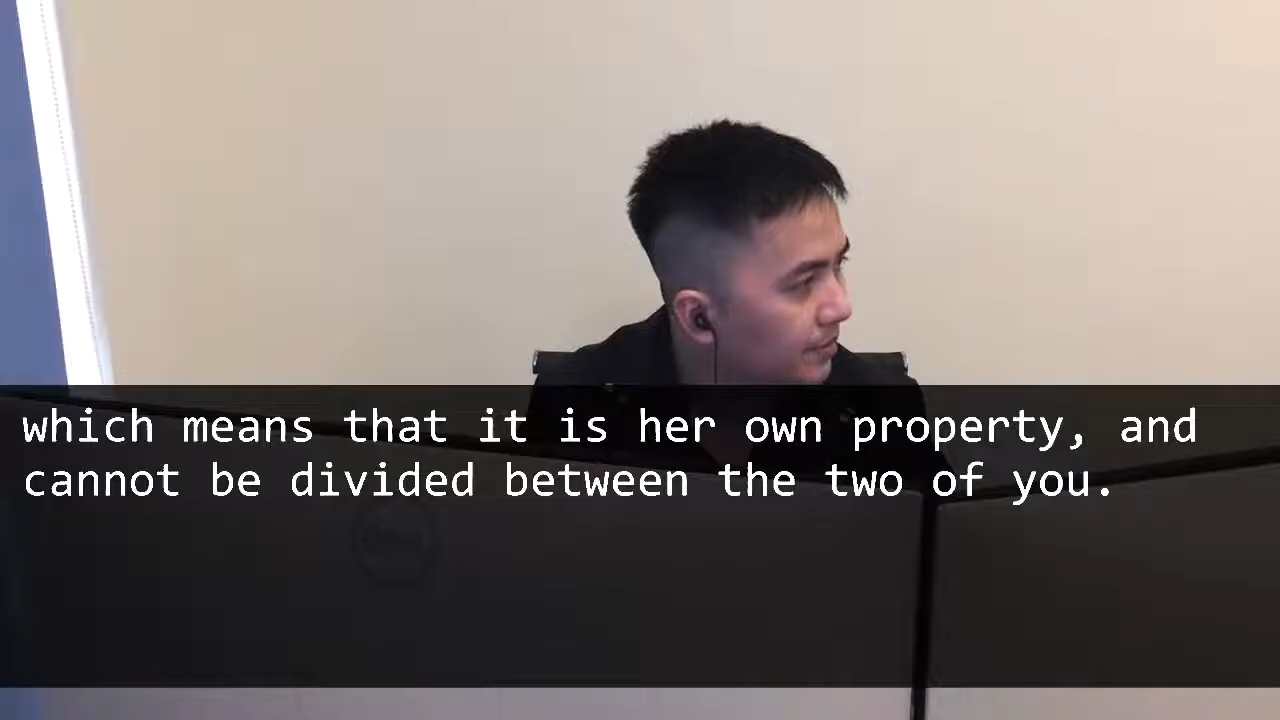 which means that it is her own property, and
cannot be divided between the two of you.